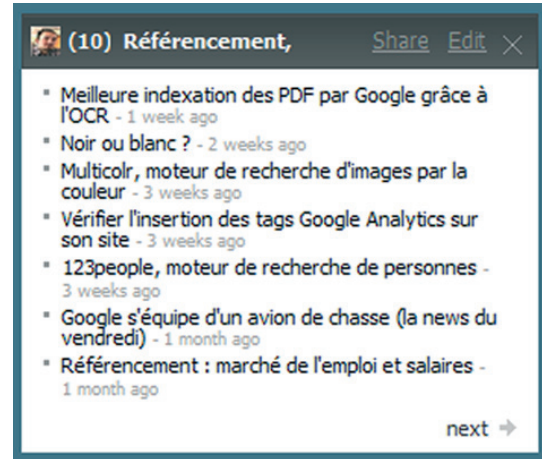 (10) Référencement, Share Edit
Meilleure indexation des PDF par Google grâce à
l'OCR - 1 week ago
Noir ou blanc ? - 2 weeks ago
Multicolr, moteur de recherche d'images par la
couleur - 3 weeks ago
Vérifier l'insertion des tags Google Analytics sur
son site - 3 weeks ago
123people, moteur de recherche de personnes -
3 weeks ago
Google s'équipe d'un avion de chasse (la news du
vendredi) - 1 month ago
Référencement : marché de l'emploi et salaires -
1 month ago
next